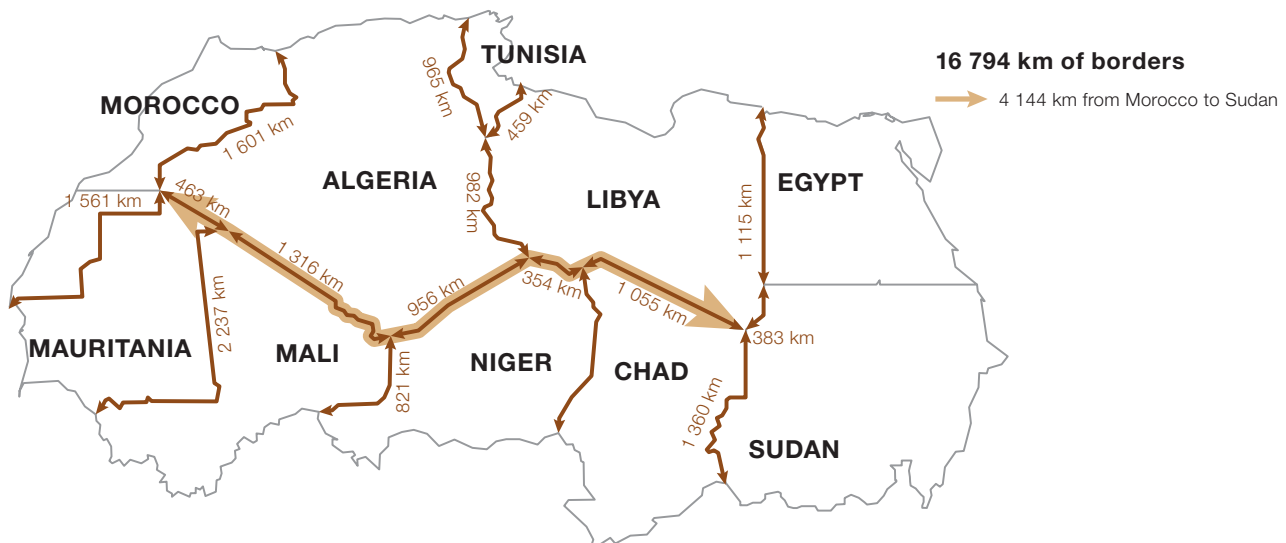 TUNISIA
16 794 km of borders
4 144 km from Morocco to Sudan
965 km
459 km
MOROCCO
1 601 km
ALGERIA
982 km
LIBYA
EGYPT
1 115 km
1 561 km
463 km
1 316 km
956 km
354 km
1 055 km
2 237 km
383 km
MAURITANIA
MALI
821 km
NIGER
CHAD
1 360 km
SUDAN